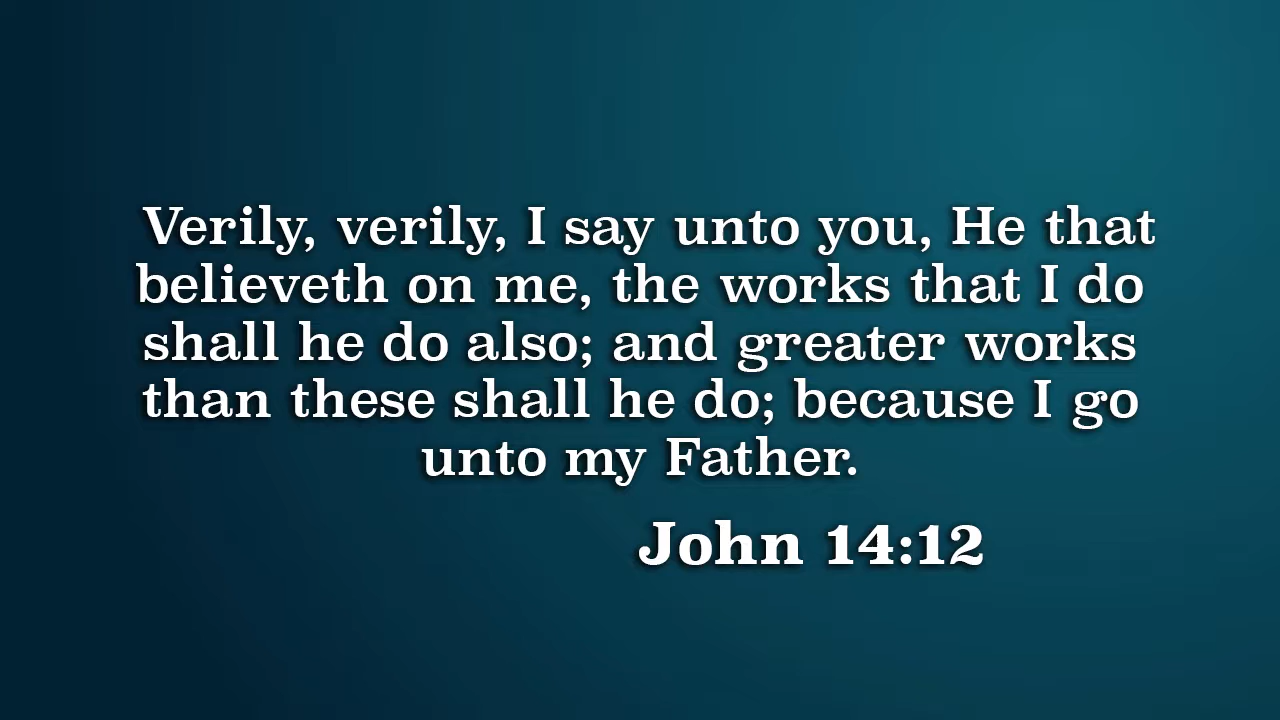 Verily, verily, I say unto you, He that
believeth on me, the works that I do
shall he do also; and greater works
than these shall he do; because I go
unto my Father.
John 14:12